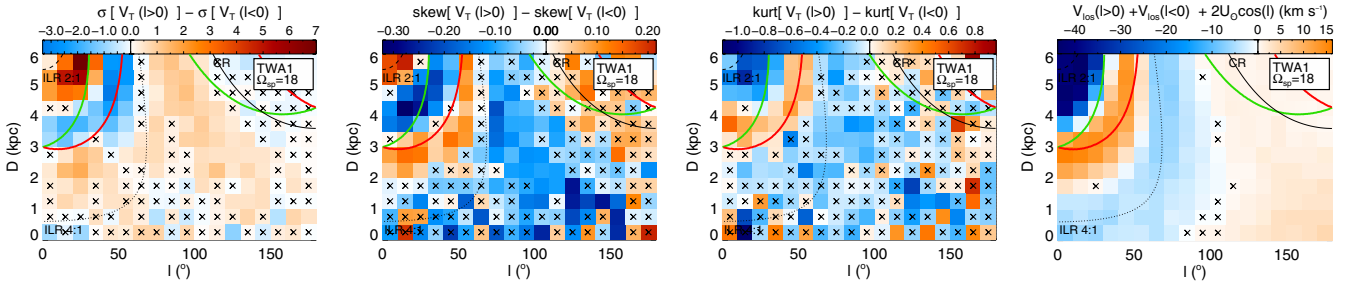 σ [ V_T (l>0) ] − σ [ V_T (l<0) ]
−3.0 −2.0 −1.0 0.0 1 2 3 4 5 6 7
TWA1
Ω_sp=18
CR
ILR 2:1
ILR 4:1
D (kpc)
6
5
4
3
2
1
0
0 50 100 150
l (°)
skew[ V_T (l>0) ] − skew[ V_T (l<0) ]
−0.30 −0.20 −0.10 0.00 0.10 0.20
TWA1
Ω_sp=18
CR
ILR 2:1
ILR 4:1
D (kpc)
6
5
4
3
2
1
0
0 50 100 150
l (°)
kurt[ V_T (l>0) ] − kurt[ V_T (l<0) ]
−1.0 −0.8 −0.6 −0.4 −0.2 0.0 0.2 0.4 0.6 0.8
TWA1
Ω_sp=18
CR
ILR 2:1
D (kpc)
6
5
4
3
2
1
0
0 50 100 150
l (°)
V_los(l>0) +V_los(l<0) + 2U_⊙cos(l) (km s⁻¹)
−40 −30 −20 −10 0 5 10 15
TWA1
Ω_sp=18
CR
ILR 2:1
ILR 4:1
D (kpc)
6
5
4
3
2
1
0
0 50 100 150
l (°)